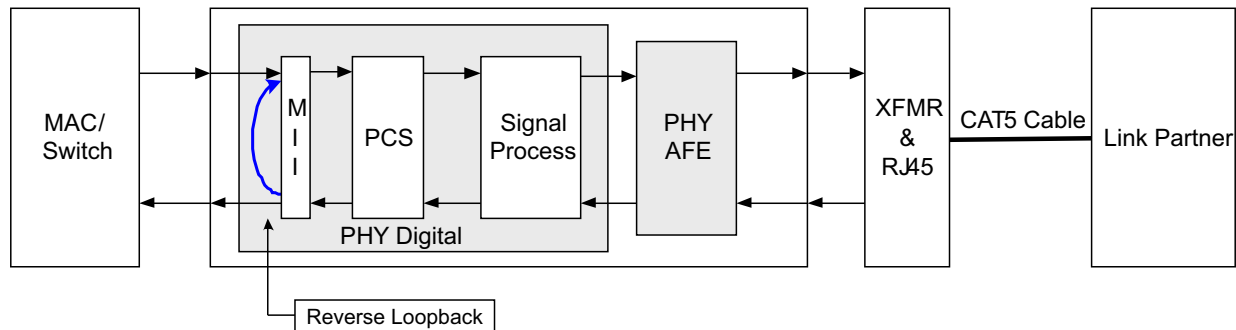 MAC/
Switch
M
I
I
PCS
Signal
Process
PHY Digital
PHY
AFE
XFMR
&
RJ45
CAT5 Cable
Link Partner
Reverse Loopback